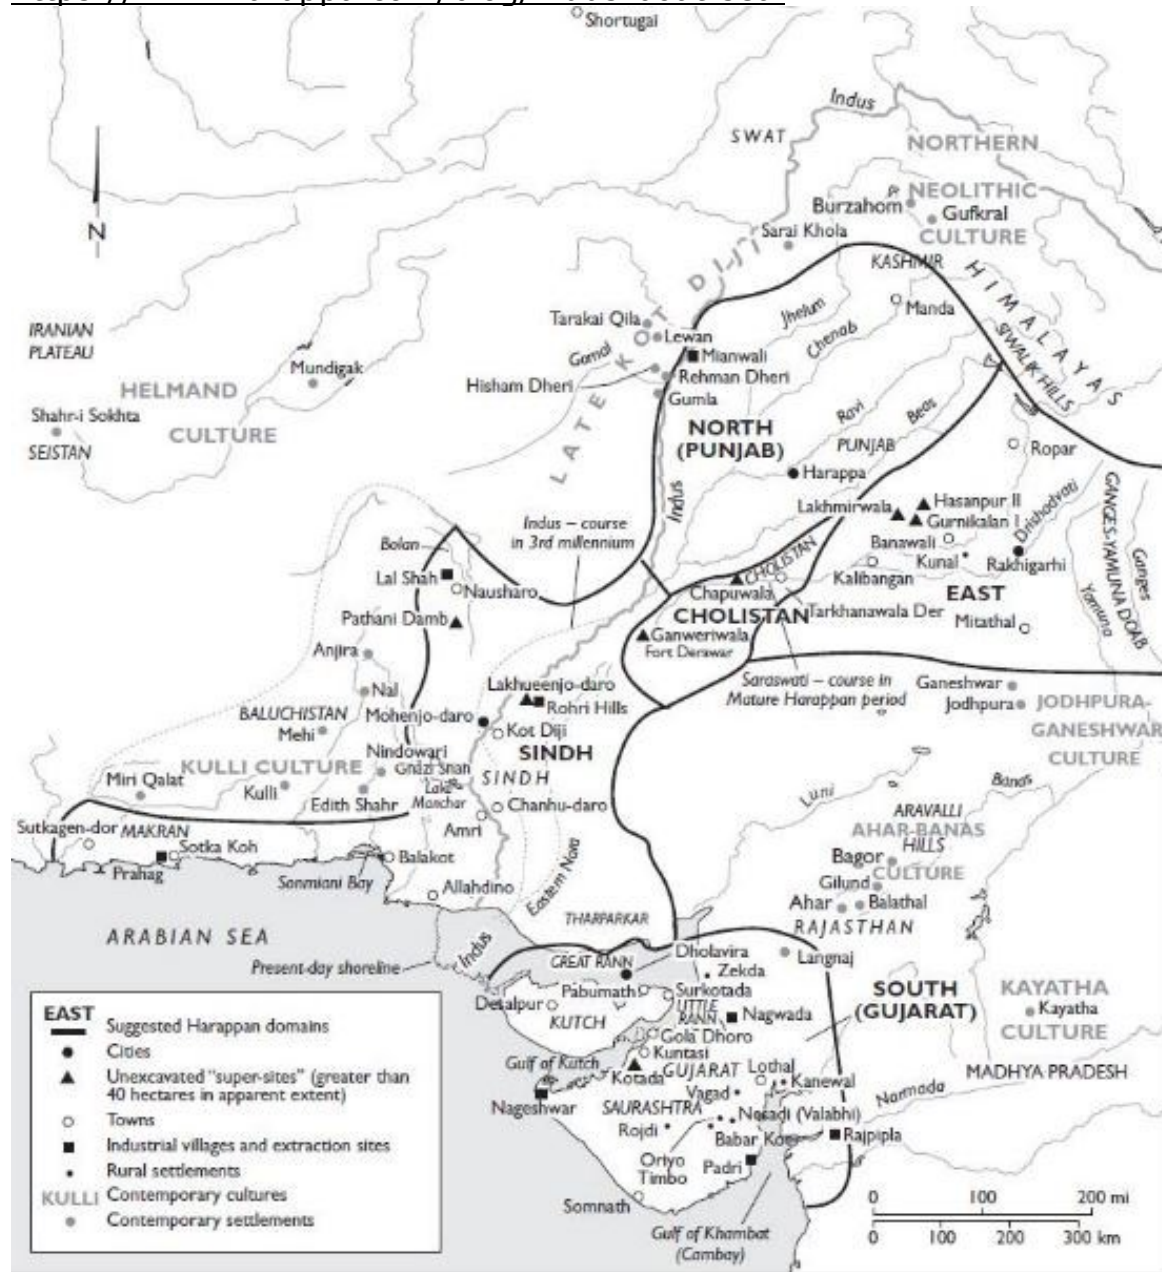 Shortugai
Indus
SWAT
NORTHERN
NEOLITHIC
CULTURE
Burzahom
Gufkral
Sarai Khola
KASHMIR
HIMALAYAS
SIWALIK HILLS
LATE KOT DIJI
Jhelum
Chenab
Manda
Tarakai Qila
Lewan
Mianwali
Gomal
Hisham Dheri
Rehman Dheri
Gumla
N
IRANIAN
PLATEAU
HELMAND
CULTURE
Mundigak
Shahr-i Sokhta
SEISTAN
NORTH
(PUNJAB)
Ravi
Beas
PUNJAB
Harappa
Ropar
Indus
Lakhmirwala
Hasanpur II
Gurnikalan I
Drishadvati
Banawali
Kunal
Rakhigarhi
GANGES-YAMUNA DOAB
Ganges
Yamuna
Indus – course
in 3rd millennium
Bolan
Lal Shah
Nausharo
Pathani Damb
CHOLISTAN
Chapuwala
Kalibangan
EAST
CHOLISTAN
Tarkhanawala Der
Mitathal
Ganweriwala
Fort Derawar
Anjira
Nal
Saraswati – course in
Mature Harappan period
Ganeshwar
Jodhpura
JODHPURA-
GANESHWAR
CULTURE
Lakhueenjo-daro
Rohri Hills
BALUCHISTAN
Mohenjo-daro
Kot Diji
Mehi
SINDH
Nindowari
Ghazi Shah
SINDH
KULLI CULTURE
Miri Qalat
Kulli
Edith Shahr
Lake
Manchar
Chanhu-daro
Amri
Luni
Banas
ARAVALLI
HILLS
AHAR-BANAS
CULTURE
Bagor
Gilund
Ahar
Balathal
RAJASTHAN
Sutkagen-dor
MAKRAN
Sotka Koh
Prahag
Balakot
Sonmiani Bay
Allahdino
Eastern Nara
THARPARKAR
ARABIAN SEA
Present-day shoreline
Indus
GREAT RANN
Dholavira
Zekda
Langnaj
Pabumath
Surkotada
Desalpur
KUTCH
LITTLE
RANN
Nagwada
SOUTH
(GUJARAT)
KAYATHA
Kayatha
CULTURE
Gola Dhoro
Kuntasi
Gulf of Kutch
Kotada
GUJARAT
Lothal
Kanewal
MADHYA PRADESH
Narmada
Nageshwar
Vagad
SAURASHTRA
Nesadi (Valabhi)
Rojdi
Babar Kot
Rajpipla
Oriyo
Timbo
Padri
Somnath
Gulf of Khambat
(Cambay)
EAST
Suggested Harappan domains
Cities
Unexcavated "super-sites" (greater than
40 hectares in apparent extent)
Towns
Industrial villages and extraction sites
Rural settlements
KULLI Contemporary cultures
Contemporary settlements
0 100 200 mi
0 100 200 300 km